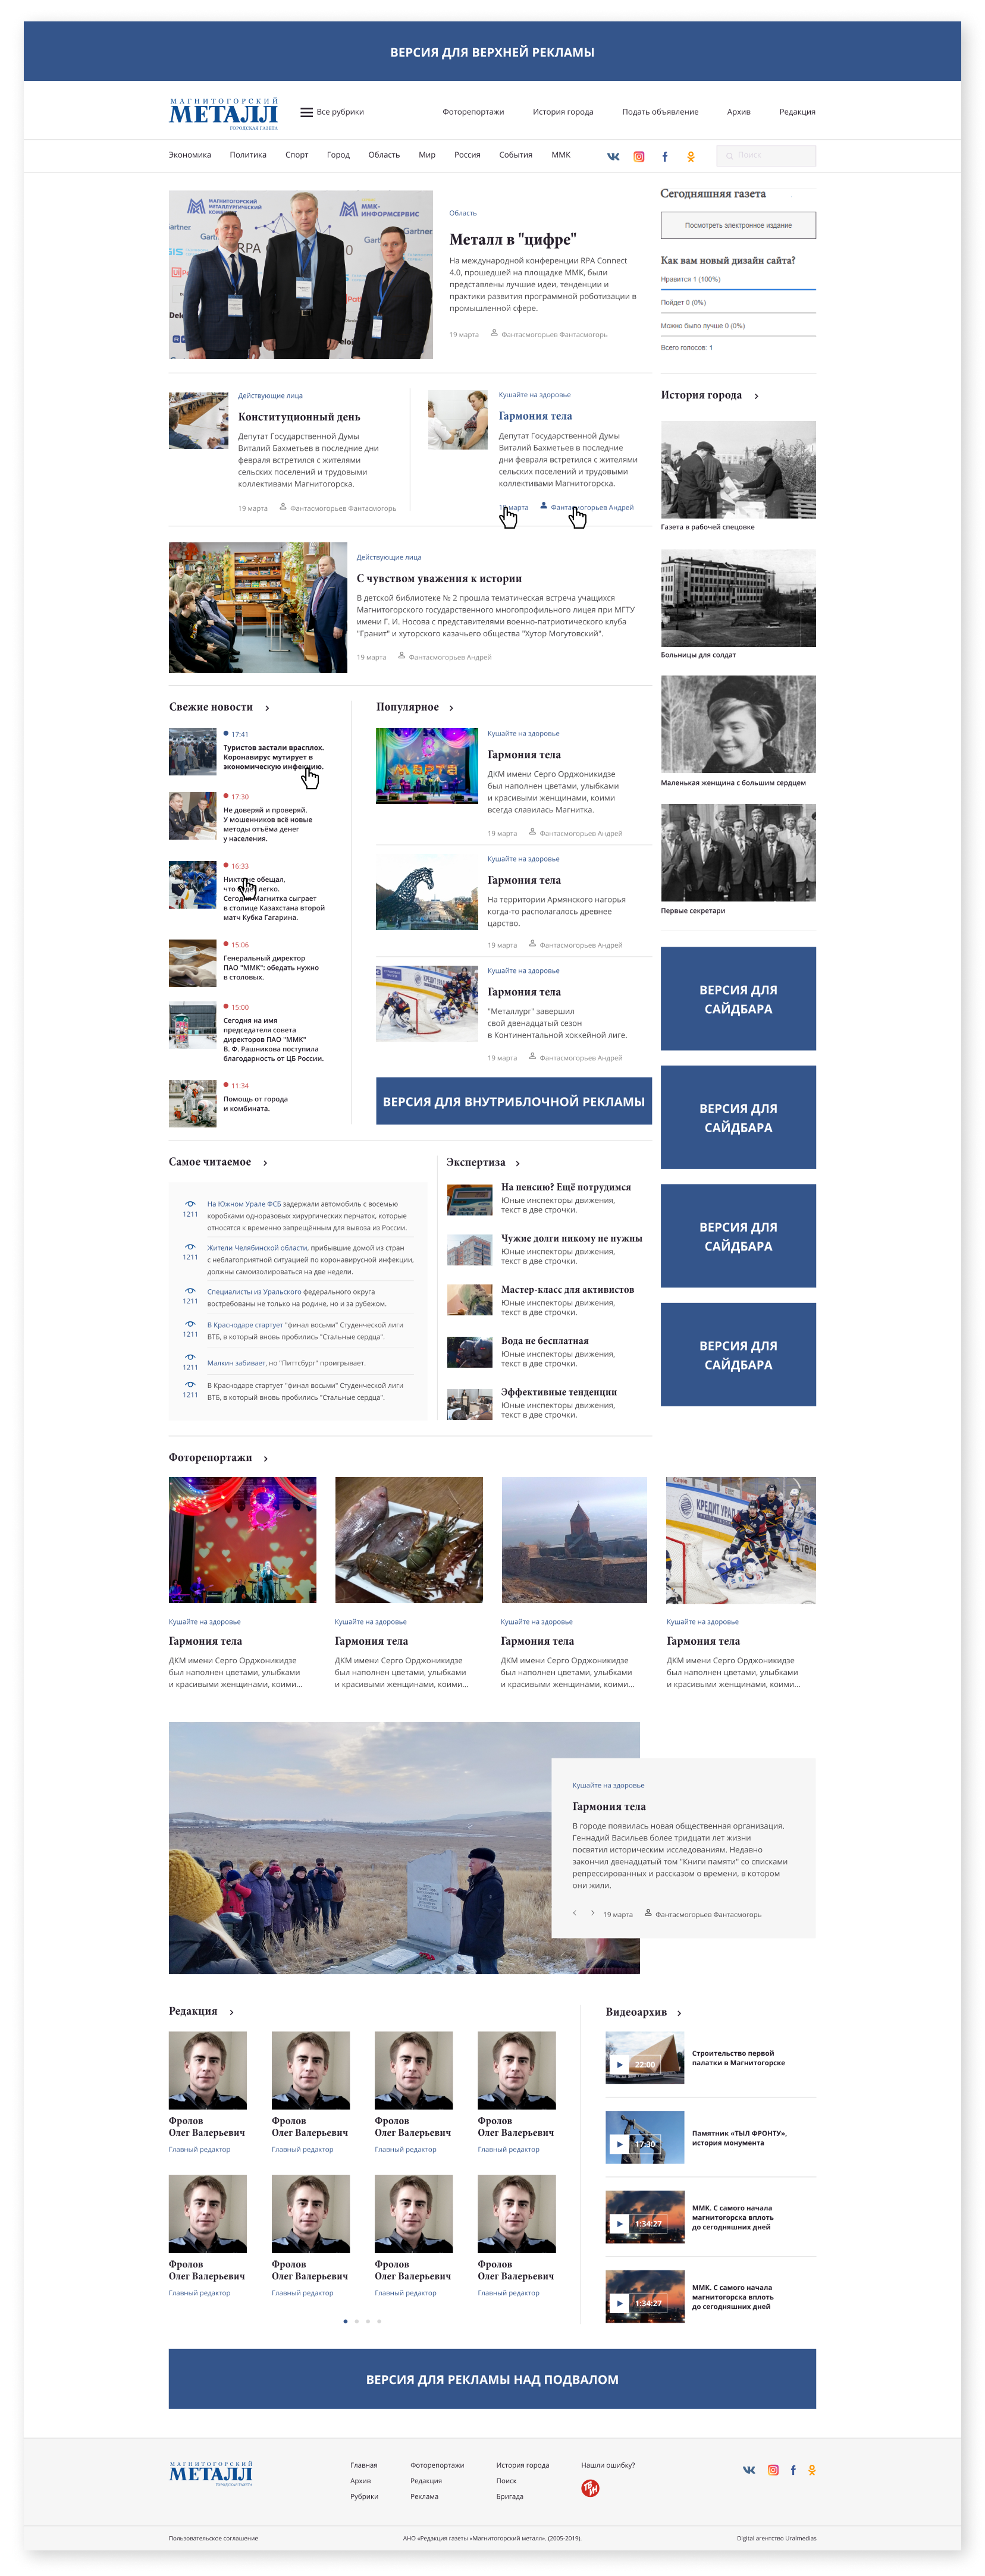 ВЕРСИЯ ДЛЯ ВЕРХНЕЙ РЕКЛАМЫ
МАГНИТОГОРСКИЙ
МЕТАЛЛ
ГОРОДСКАЯ ГАЗЕТА
Все рубрики
Фоторепортажи
История города
Подать объявление
Архив
Редакция
Экономика
Политика
Спорт
Город
Область
Мир
Россия
События
ММК
Поиск
Область
Металл в "цифре"
На международной конференции RPA Connect
4.0, прошедшей на площадке ММК, были
представлены лучшие идеи, тенденции и
практики развития программной роботизации в
промышленной сфере.
19 марта
Фантасмогорьев Фантасмогорь
Сегодняшняя газета
Посмотреть электронное издание
Как вам новый дизайн сайта?
Нравится 1 (100%)
Пойдет 0 (0%)
Можно было лучше 0 (0%)
Всего голосов: 1
Действующие лица
Конституционный день
Депутат Государственной Думы
Виталий Бахметьев в последние дни
февраля встретился с жителями
сельских поселений и трудовыми
коллективами Магнитогорска.
19 марта
Фантасмогорьев Фантасмогорь
Кушайте на здоровье
Гармония тела
Депутат Государственной Думы
Виталий Бахметьев в последние
дни февраля встретился с жителями
сельских поселений и трудовыми
коллективами Магнитогорска.
марта
Фантасмогорьев Андрей
История города
Газета в рабочей спецовке
Больницы для солдат
Маленькая женщина с большим сердцем
Первые секретари
Действующие лица
С чувством уважения к истории
В детской библиотеке № 2 прошла тематическая встреча учащихся
Магнитогорского государственного многопрофильного лицея при МГТУ
имени Г. И. Носова с представителями военно-патриотического клуба
"Гранит" и хуторского казачьего общества "Хутор Могутовский".
19 марта
Фантасмогорьев Андрей
Свежие новости
17:41
Туристов застали врасплох.
Коронавирус мутирует в
экономическую инфекцию.
17:30
Не доверяй и проверяй.
У мошенников всё новые
методы отъёма денег
у населения.
16:33
Никто не обещал,
что легко.
Сегодня Магнитка сыграет
в столице Казахстана второй
матч Кубка Гагарина.
15:06
Генеральный директор
ПАО "ММК": обедать нужно
в столовых.
15:00
Сегодня на имя
председателя совета
директоров ПАО "ММК"
В. Ф. Рашникова поступила
благодарность от ЦБ России.
11:34
Помощь от города
и комбината.
Популярное
Кушайте на здоровье
Гармония тела
ДКМ имени Серго Орджоникидзе
был наполнен цветами, улыбками
и красивыми женщинами, коими
всегда славилась Магнитка.
19 марта
Фантасмогорьев Андрей
Кушайте на здоровье
Гармония тела
На территории Армянского нагорья
когда-то располагалось древнее
царство.
19 марта
Фантасмогорьев Андрей
Кушайте на здоровье
Гармония тела
"Металлург" завершил
свой двенадцатый сезон
в Континентальной хоккейной лиге.
19 марта
Фантасмогорьев Андрей
ВЕРСИЯ ДЛЯ ВНУТРИБЛОЧНОЙ РЕКЛАМЫ
ВЕРСИЯ ДЛЯ
САЙДБАРА
ВЕРСИЯ ДЛЯ
САЙДБАРА
ВЕРСИЯ ДЛЯ
САЙДБАРА
ВЕРСИЯ ДЛЯ
САЙДБАРА
Самое читаемое
1211
На Южном Урале ФСБ задержали автомобиль с восемью
коробками одноразовых хирургических перчаток, которые
относятся к временно запрещённым для вывоза из России.
1211
Жители Челябинской области, прибывшие домой из стран
с неблагоприятной ситуацией по коронавирусной инфекции,
должны самоизолироваться на две недели.
1211
Специалисты из Уральского федерального округа
востребованы не только на родине, но и за рубежом.
1211
В Краснодаре стартует "финал восьми" Студенческой лиги
ВТБ, в который вновь пробились "Стальные сердца".
1211
Малкин забивает, но "Питтсбург" проигрывает.
1211
В Краснодаре стартует "финал восьми" Студенческой лиги
ВТБ, в который вновь пробились "Стальные сердца".
Экспертиза
На пенсию? Ещё потрудимся
Юные инспекторы движения,
текст в две строчки.
Чужие долги никому не нужны
Юные инспекторы движения,
текст в две строчки.
Мастер-класс для активистов
Юные инспекторы движения,
текст в две строчки.
Вода не бесплатная
Юные инспекторы движения,
текст в две строчки.
Эффективные тенденции
Юные инспекторы движения,
текст в две строчки.
Фоторепортажи
Кушайте на здоровье
Гармония тела
ДКМ имени Серго Орджоникидзе
был наполнен цветами, улыбками
и красивыми женщинами, коими...
Кушайте на здоровье
Гармония тела
ДКМ имени Серго Орджоникидзе
был наполнен цветами, улыбками
и красивыми женщинами, коими...
Кушайте на здоровье
Гармония тела
ДКМ имени Серго Орджоникидзе
был наполнен цветами, улыбками
и красивыми женщинами, коими...
Кушайте на здоровье
Гармония тела
ДКМ имени Серго Орджоникидзе
был наполнен цветами, улыбками
и красивыми женщинами, коими...
Кушайте на здоровье
Гармония тела
В городе появилась новая общественная организация.
Геннадий Васильев более тридцати лет жизни
посвятил историческим исследованиям. Недавно
закончил двенадцатый том "Книги памяти" со списками
репрессированных и рассказом о времени, в котором
они жили.
19 марта
Фантасмогорьев Фантасмогорь
Редакция
Фролов
Олег Валерьевич
Главный редактор
Фролов
Олег Валерьевич
Главный редактор
Фролов
Олег Валерьевич
Главный редактор
Фролов
Олег Валерьевич
Главный редактор
Фролов
Олег Валерьевич
Главный редактор
Фролов
Олег Валерьевич
Главный редактор
Фролов
Олег Валерьевич
Главный редактор
Фролов
Олег Валерьевич
Главный редактор
Видеоархив
22:00
Строительство первой
палатки в Магнитогорске
17:30
Памятник «ТЫЛ ФРОНТУ»,
история монумента
1:34:27
ММК. С самого начала
магнитогорска вплоть
до сегодняшних дней
1:34:27
ММК. С самого начала
магнитогорска вплоть
до сегодняшних дней
ВЕРСИЯ ДЛЯ РЕКЛАМЫ НАД ПОДВАЛОМ
МАГНИТОГОРСКИЙ
МЕТАЛЛ
ГОРОДСКАЯ ГАЗЕТА
Главная
Архив
Рубрики
Фоторепортажи
Редакция
Реклама
История города
Поиск
Бригада
Нашли ошибку?
Пользовательское соглашение
АНО «Редакция газеты «Магнитогорский металл». (2005-2019).
Digital агентство Uralmedias